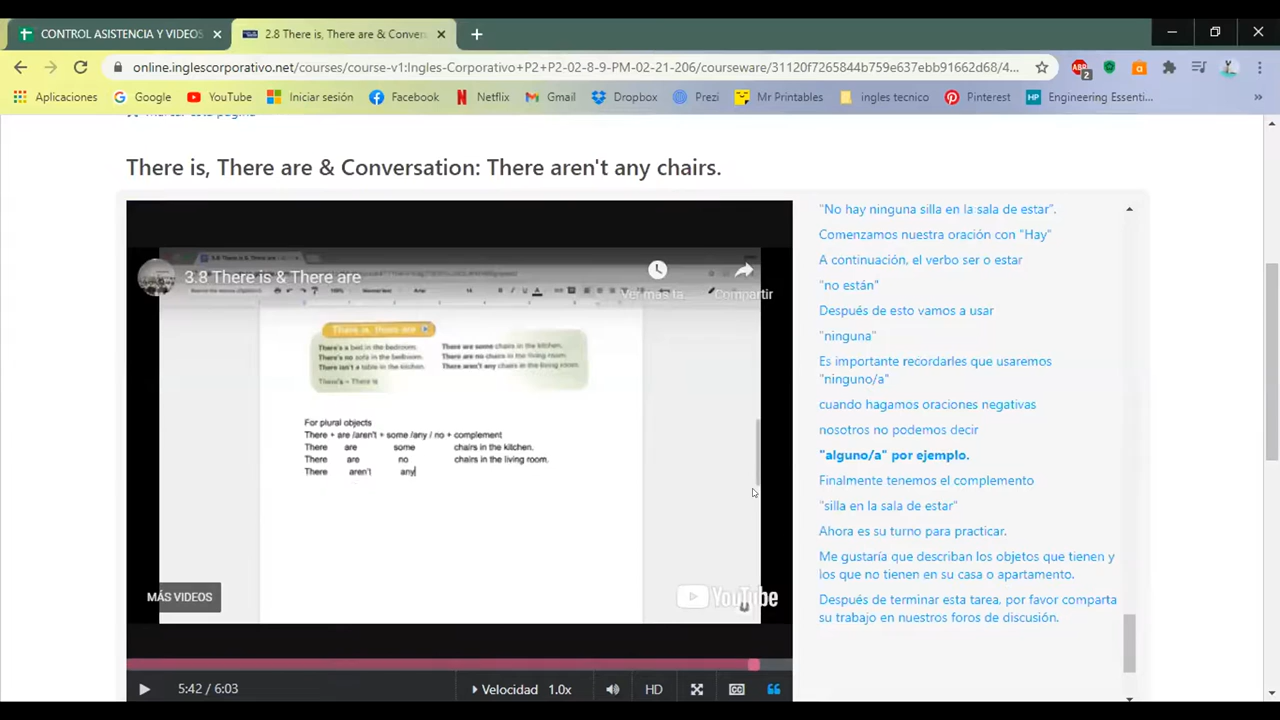 CONTROL ASISTENCIA Y VIDEOS
2.8 There is, There are & Conver
online.inglescorporativo.net/courses/course-v1:Ingles-Corporativo+P2+P2-02-8-9-PM-02-21-206/courseware/31120f7265844b759e637ebb91662d68/4...
Aplicaciones Google YouTube Iniciar sesión Facebook Netflix Gmail Dropbox Prezi Mr Printables ingles tecnico Pinterest Engineering Essenti...
There is, There are & Conversation: There aren't any chairs.
3.8 There is & There are
Ver más ta... Compartir
There is, There are
There's a bed in the bedroom. There are some chairs in the kitchen.
There's no sofa in the bedroom. There are no chairs in the living room.
There isn't a table in the kitchen. There aren't any chairs in the living room.
There's = There is
For plural objects
There + are /aren't + some /any / no + complement
There are some chairs in the kitchen.
There are no chairs in the living room.
There aren't any
MÁS VIDEOS
YouTube
5:42 / 6:03
Velocidad 1.0x
HD
"No hay ninguna silla en la sala de estar".
Comenzamos nuestra oración con "Hay"
A continuación, el verbo ser o estar
"no están"
Después de esto vamos a usar
"ninguna"
Es importante recordarles que usaremos
"ninguno/a"
cuando hagamos oraciones negativas
nosotros no podemos decir
"alguno/a" por ejemplo.
Finalmente tenemos el complemento
"silla en la sala de estar"
Ahora es su turno para practicar.
Me gustaría que describan los objetos que tienen y
los que no tienen en su casa o apartamento.
Después de terminar esta tarea, por favor comparta
su trabajo en nuestros foros de discusión.